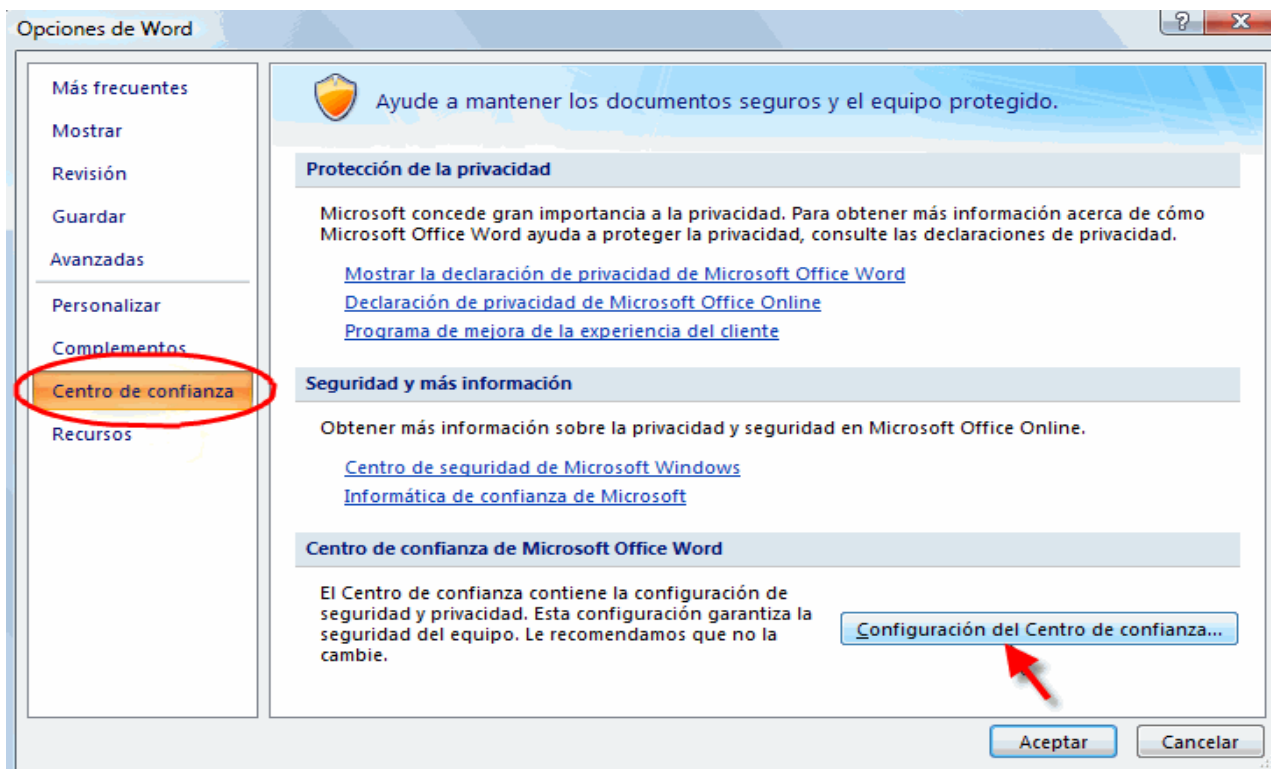 Opciones de Word
?
Más frecuentes
Mostrar
Revisión
Guardar
Avanzadas
Personalizar
Complementos
Centro de confianza
Recursos
Ayude a mantener los documentos seguros y el equipo protegido.
Protección de la privacidad
Microsoft concede gran importancia a la privacidad. Para obtener más información acerca de cómo
Microsoft Office Word ayuda a proteger la privacidad, consulte las declaraciones de privacidad.
Mostrar la declaración de privacidad de Microsoft Office Word
Declaración de privacidad de Microsoft Office Online
Programa de mejora de la experiencia del cliente
Seguridad y más información
Obtener más información sobre la privacidad y seguridad en Microsoft Office Online.
Centro de seguridad de Microsoft Windows
Informática de confianza de Microsoft
Centro de confianza de Microsoft Office Word
El Centro de confianza contiene la configuración de
seguridad y privacidad. Esta configuración garantiza la
seguridad del equipo. Le recomendamos que no la
cambie.
Configuración del Centro de confianza...
Aceptar
Cancelar